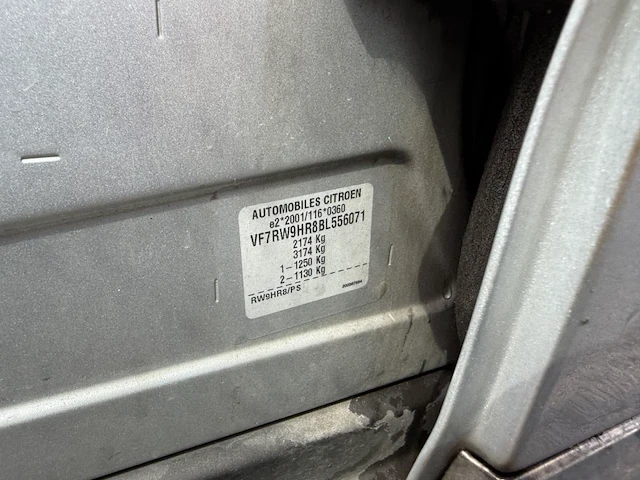 AUTOMOBILES CITROEN
e2*2001/116*0360
VF7RW9HR8BL556071
2174 Kg
3174 Kg
1-1250 Kg
2-1130 Kg
RW9HR8/PS